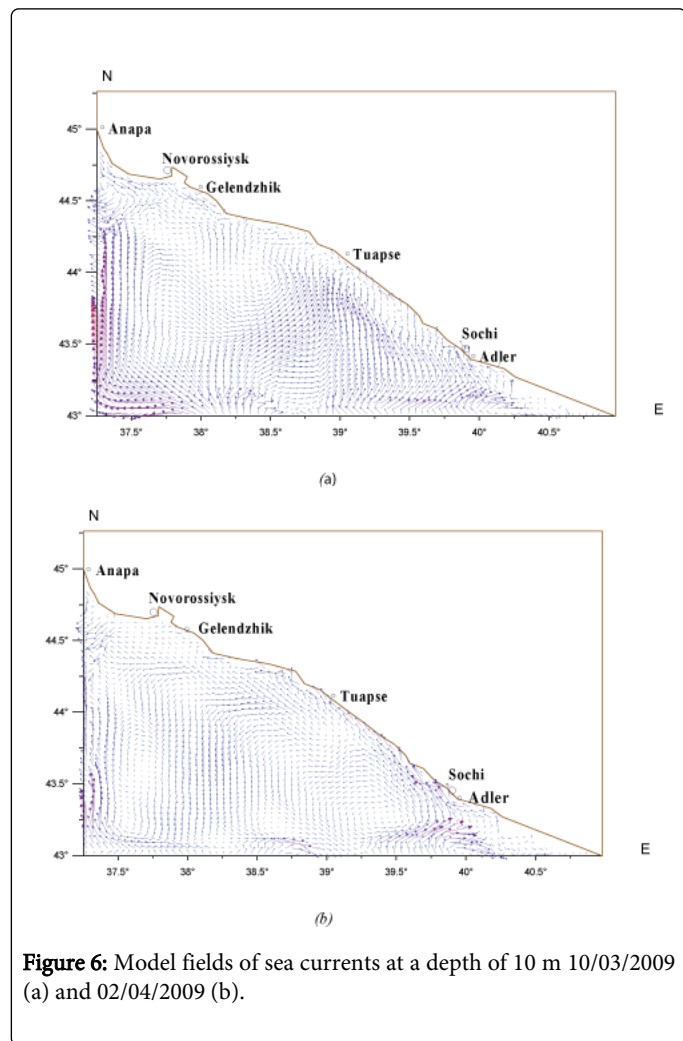 N
45°
Anapa
Novorossiysk
Gelendzhik
44.5°
Tuapse
44°
Sochi
43.5°
Adler
43°
E
37.5° 38° 38.5° 39° 39.5° 40° 40.5°
(a)
N
45°
Anapa
Novorossiysk
Gelendzhik
44.5°
Tuapse
44°
Sochi
43.5°
Adler
43°
E
37.5° 38° 38.5° 39° 39.5° 40° 40.5°
(b)
Figure 6: Model fields of sea currents at a depth of 10 m 10/03/2009
(a) and 02/04/2009 (b).